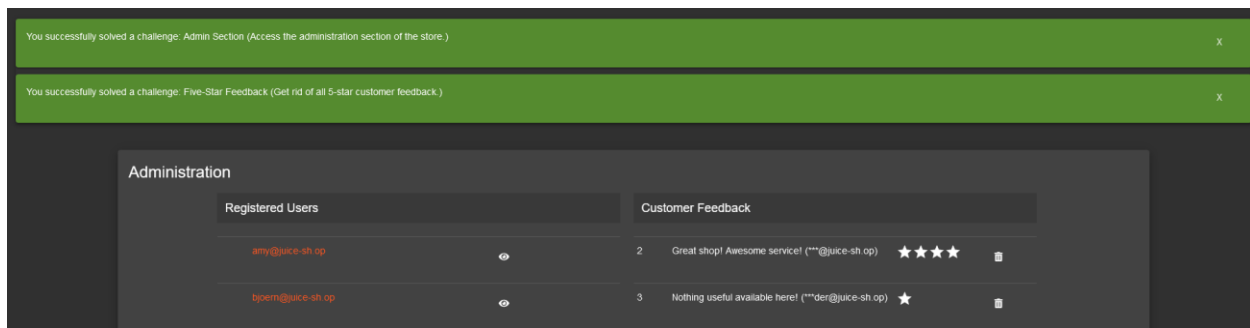 You successfully solved a challenge: Admin Section (Access the administration section of the store.)
X
You successfully solved a challenge: Five-Star Feedback (Get rid of all 5-star customer feedback.)
X
Administration
Registered Users
Customer Feedback
amy@juice-sh.op
2 Great shop! Awesome service! (***@juice-sh.op)
bjoern@juice-sh.op
3 Nothing useful available here! (***der@juice-sh.op)